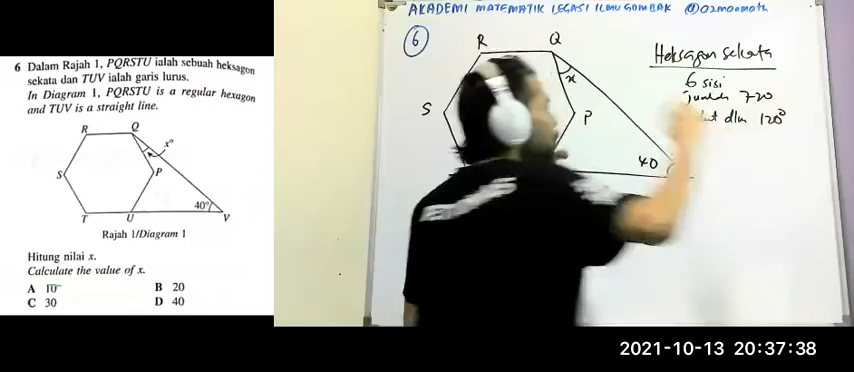 6 Dalam Rajah 1, PQRSTU ialah sebuah heksagon
sekata dan TUV ialah garis lurus.
In Diagram 1, PQRSTU is a regular hexagon
and TUV is a straight line.
R Q
x°
S P
40°
T U V
Rajah 1/Diagram 1
Hitung nilai x.
Calculate the value of x.
A 10 B 20
C 30 D 40
AKADEMI MATEMATIK LEGASI ILMU GOMBAK @azmanmath
6
R Q
x
S P
40
Heksagon sekata
6 sisi
Jumlah 720
dlm 120°
2021-10-13 20:37:38